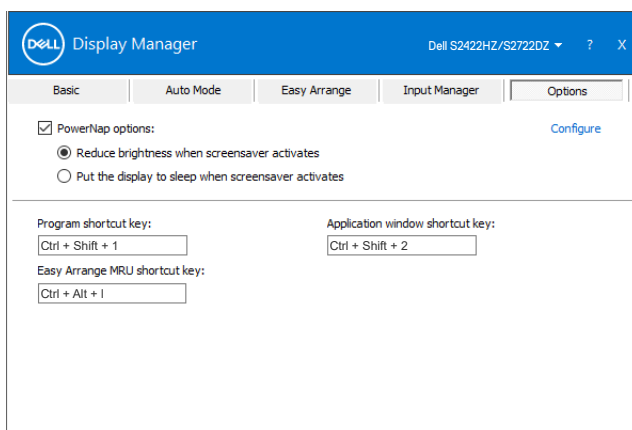 DELL Display Manager Dell S2422HZ/S2722DZ ? X
Basic Auto Mode Easy Arrange Input Manager Options
PowerNap options: Configure
Reduce brightness when screensaver activates
Put the display to sleep when screensaver activates
Program shortcut key: Application window shortcut key:
Ctrl + Shift + 1 Ctrl + Shift + 2
Easy Arrange MRU shortcut key:
Ctrl + Alt + l